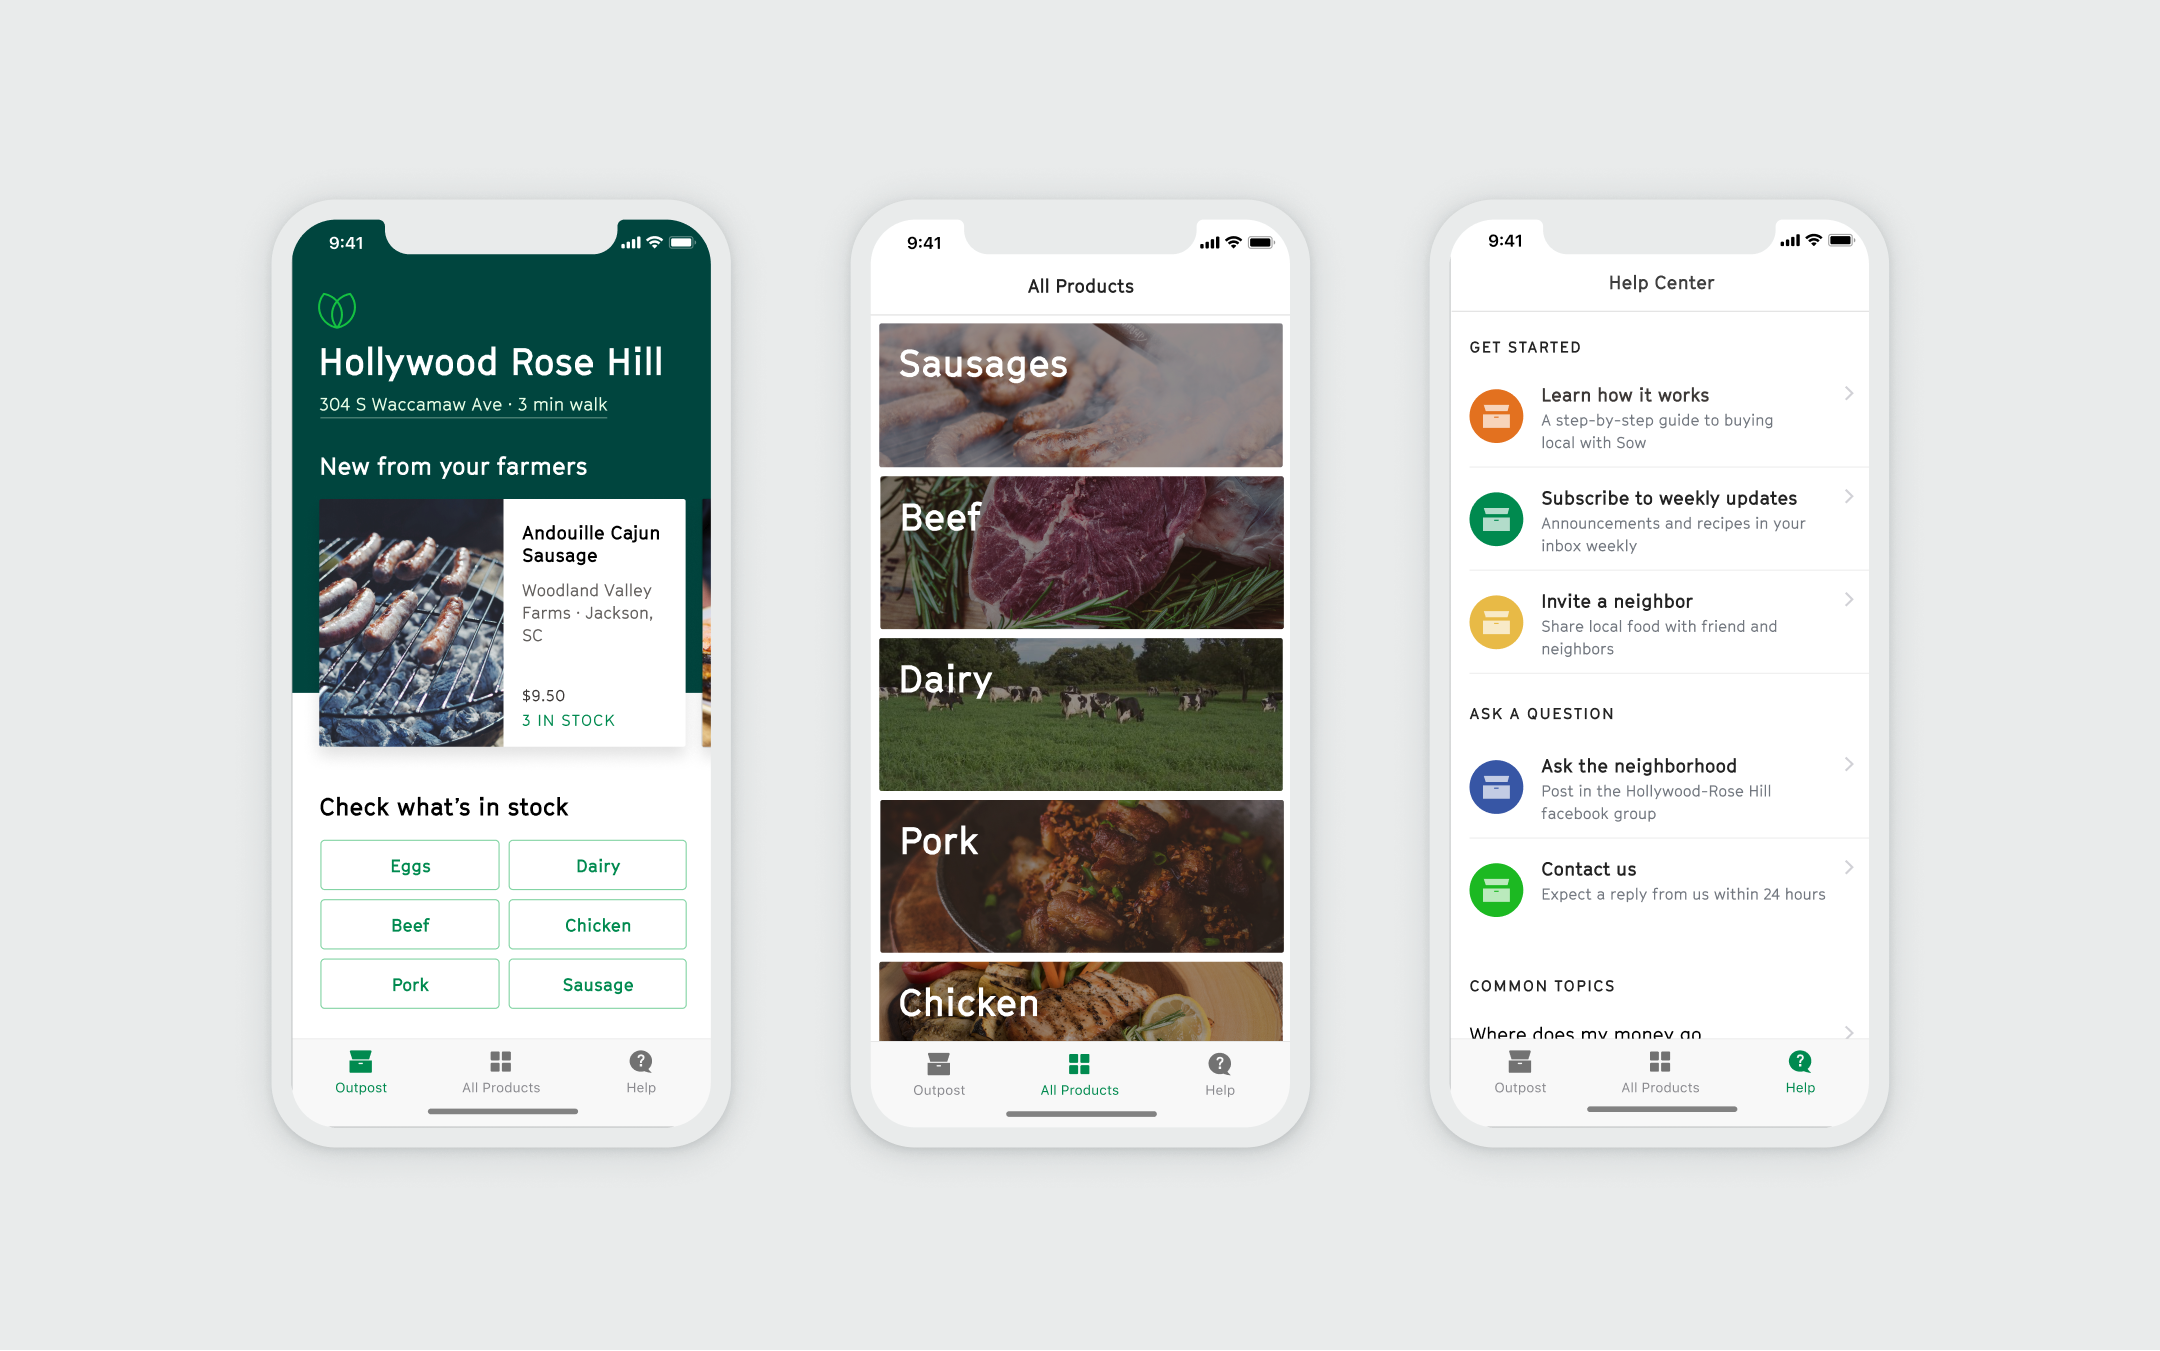 9:41
Hollywood Rose Hill
304 S Waccamaw Ave · 3 min walk
New from your farmers
Andouille Cajun
Sausage
Woodland Valley
Farms · Jackson,
SC
$9.50
3 IN STOCK
Check what’s in stock
Eggs
Dairy
Beef
Chicken
Pork
Sausage
Outpost
All Products
Help
9:41
All Products
Sausages
Beef
Dairy
Pork
Chicken
Outpost
All Products
Help
9:41
Help Center
GET STARTED
Learn how it works
A step-by-step guide to buying
local with Sow
Subscribe to weekly updates
Announcements and recipes in your
inbox weekly
Invite a neighbor
Share local food with friend and
neighbors
ASK A QUESTION
Ask the neighborhood
Post in the Hollywood-Rose Hill
facebook group
Contact us
Expect a reply from us within 24 hours
COMMON TOPICS
Where does my money go
Outpost
All Products
Help